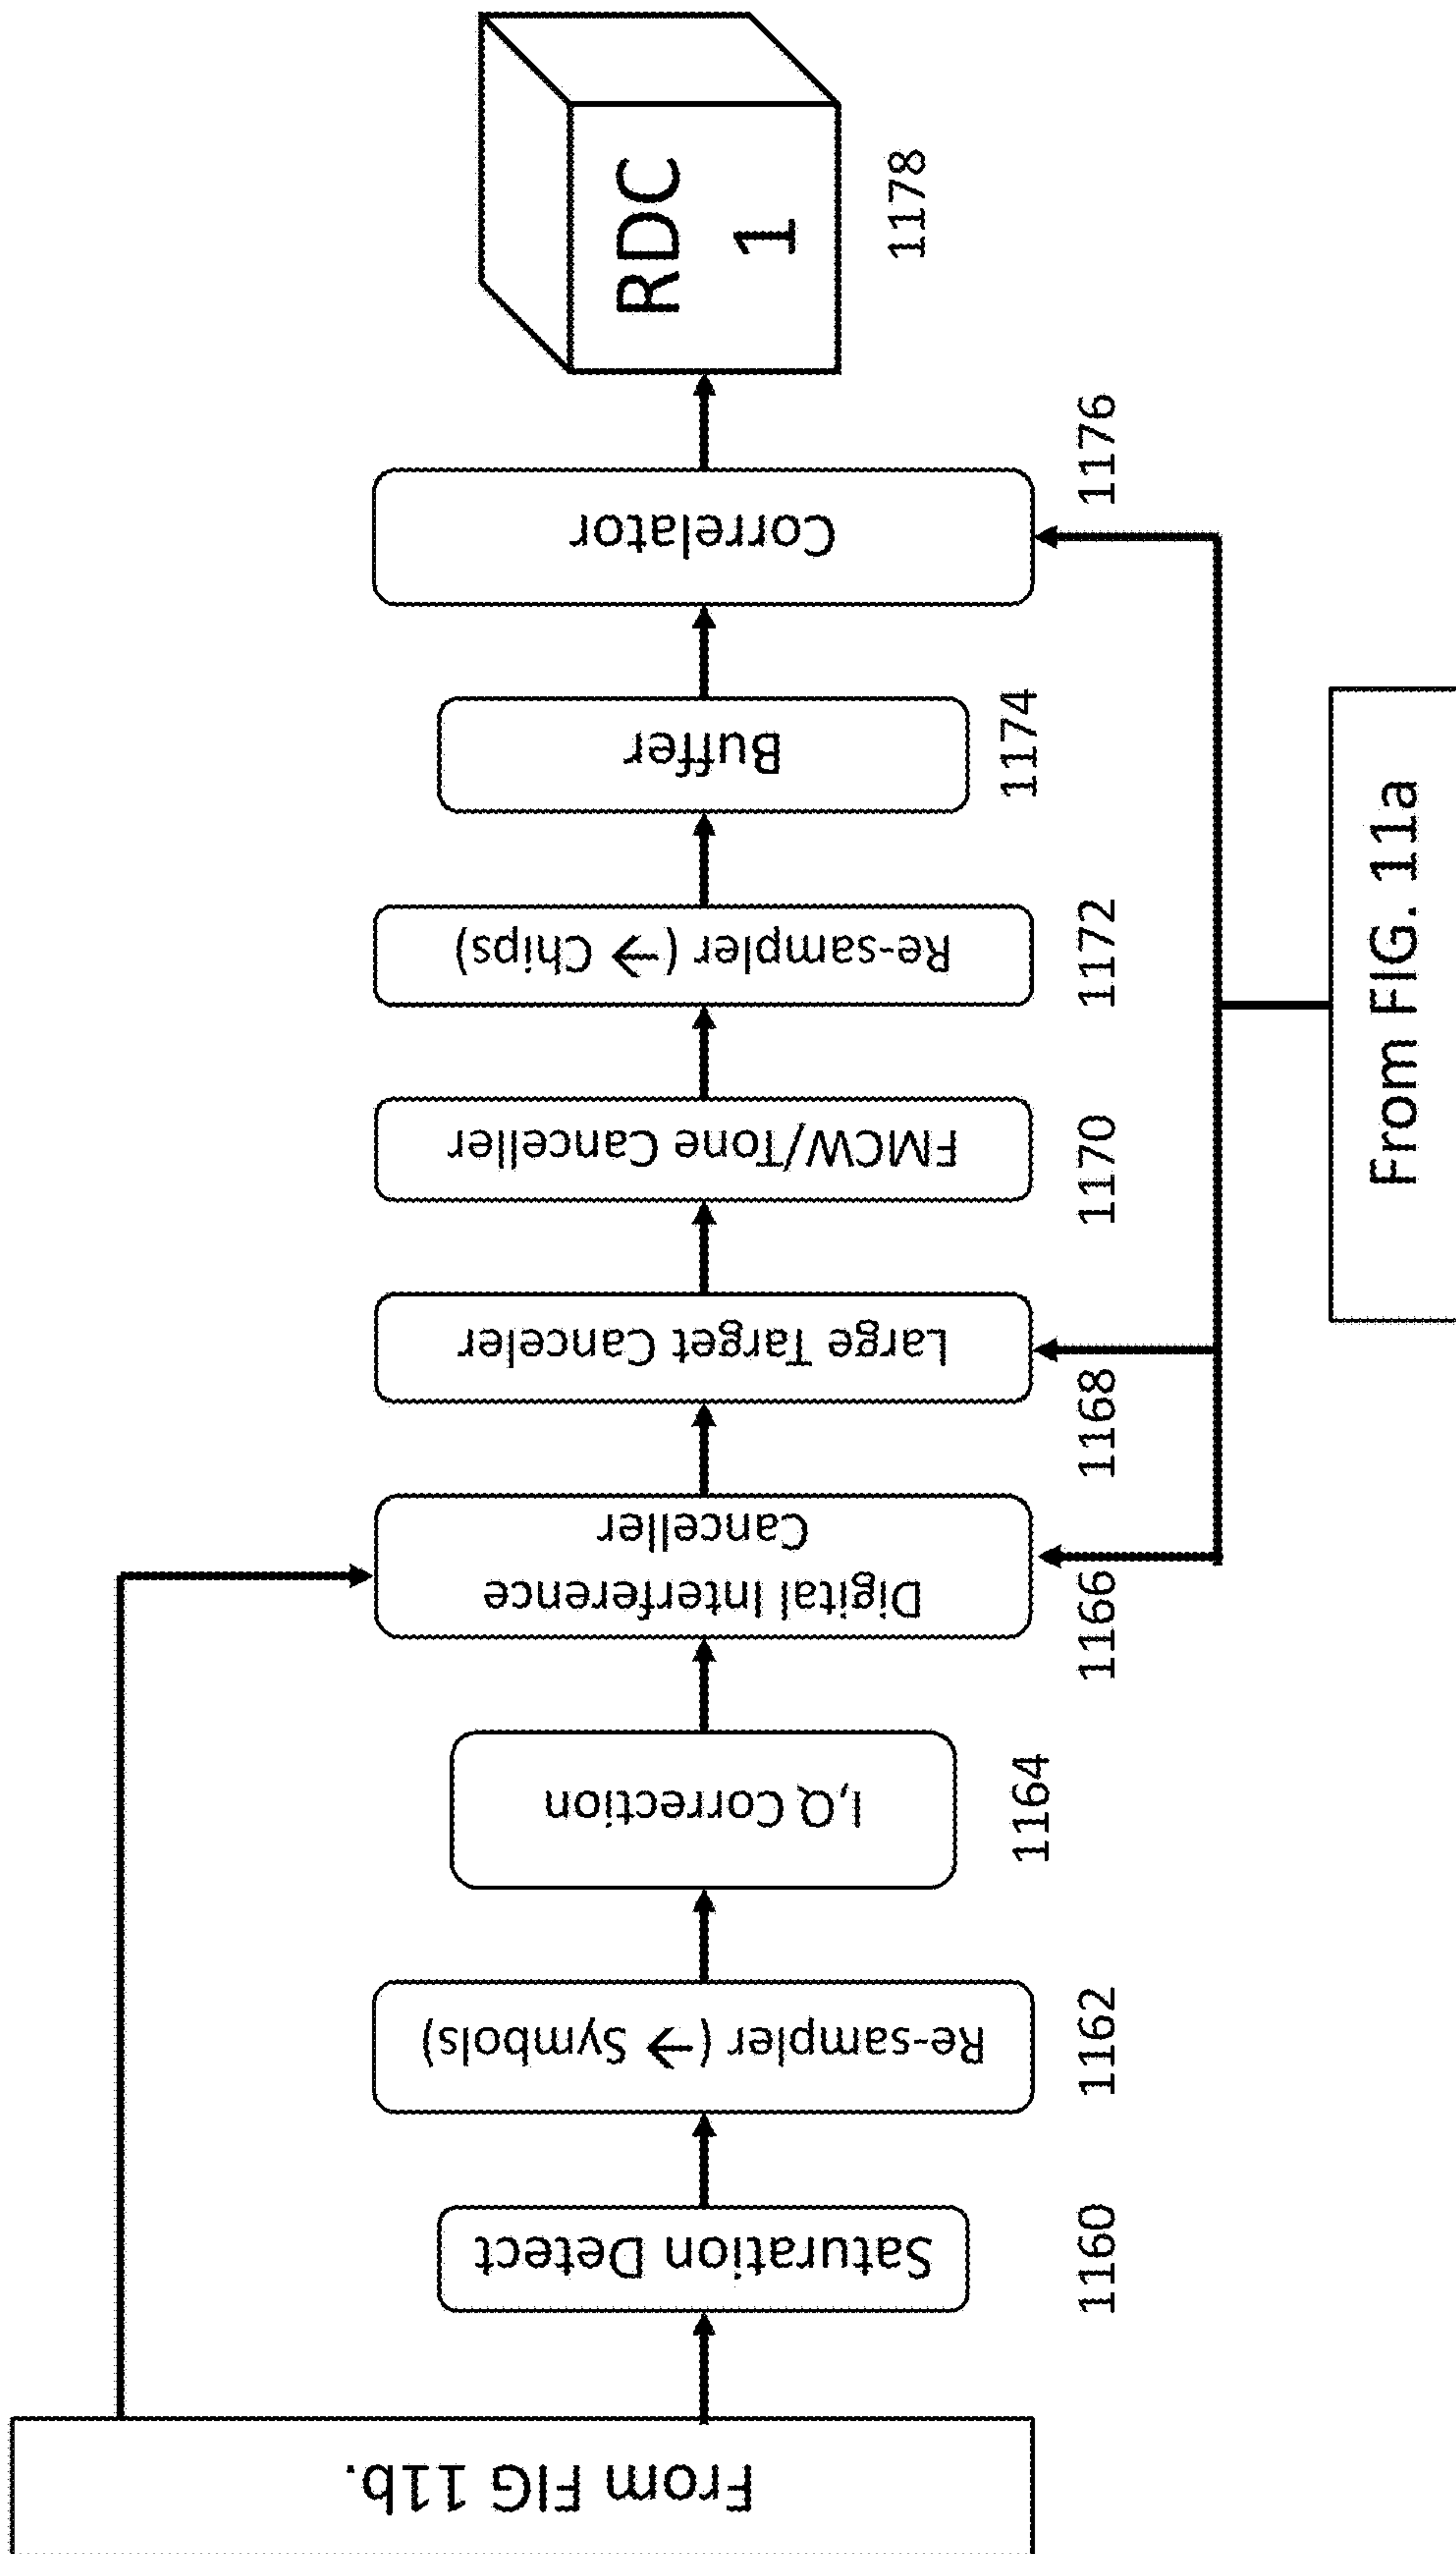 From FIG 11b.
Saturation Detect
1160
Re-sampler (→ Symbols)
1162
I,Q Correction
1164
Digital Interference
Canceller
1166
Large Target Canceler
1168
FMCW/Tone Canceller
1170
Re-sampler (→ Chips)
1172
Buffer
1174
Correlator
1176
RDC
1
1178
From FIG. 11a